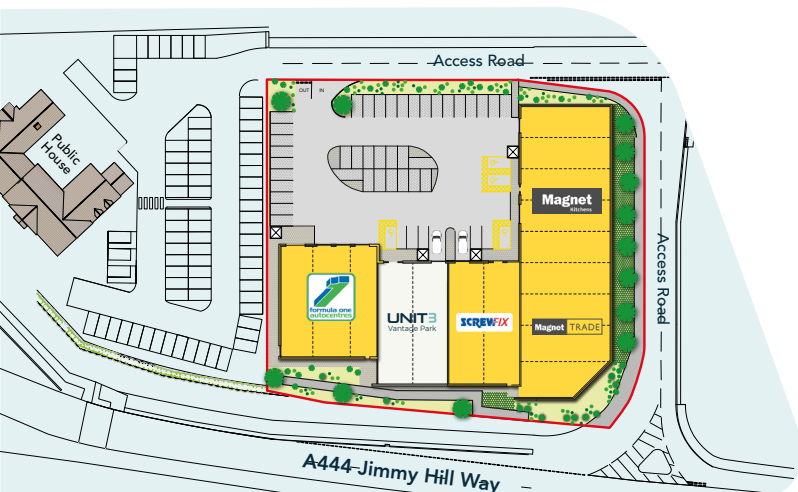 Access Road
OUT IN
Public
House
Magnet
Kitchens
Access Road
formula one
autocentres
UNIT3
Vantage Park
SCREWFIX
Magnet TRADE
A444 Jimmy Hill Way